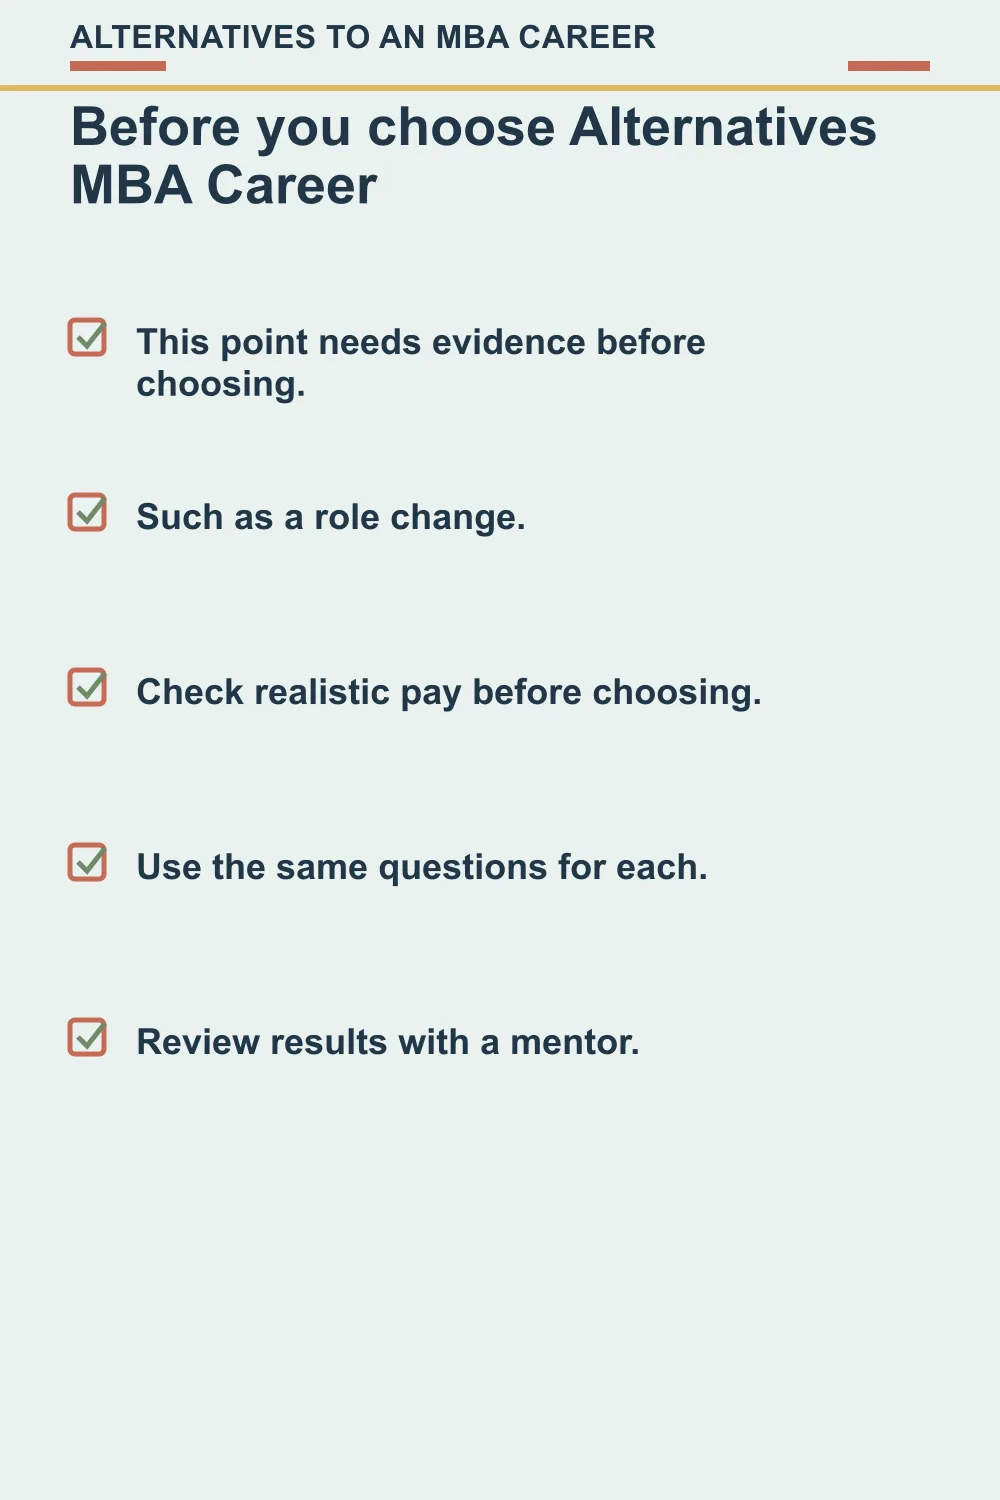 ALTERNATIVES TO AN MBA CAREER
Before you choose Alternatives
MBA Career
This point needs evidence before
choosing.
Such as a role change.
Check realistic pay before choosing.
Use the same questions for each.
Review results with a mentor.